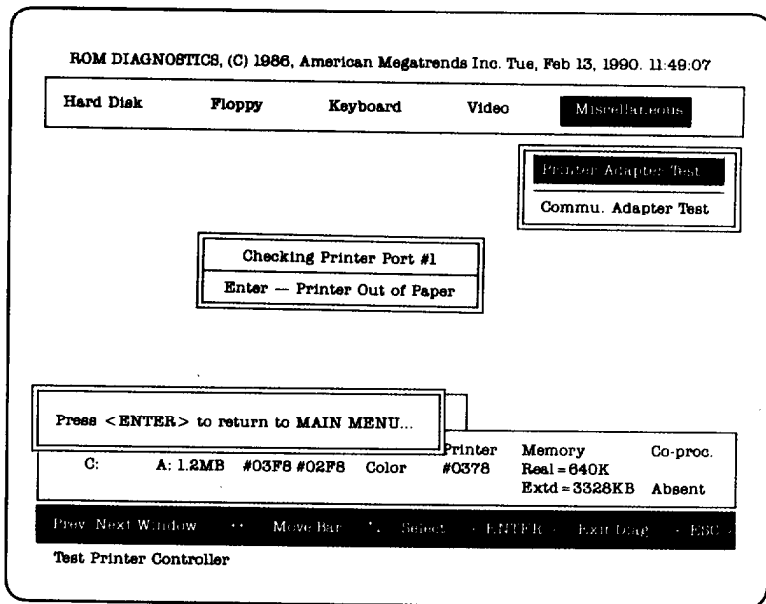 ROM DIAGNOSTICS, (C) 1986, American Megatrends Inc. Tue, Feb 13, 1990. 11:49:07
Hard Disk Floppy Keyboard Video Miscellaneous
Printer Adapter Test
Commu. Adapter Test
Checking Printer Port #1
Enter — Printer Out of Paper
Press <ENTER> to return to MAIN MENU...
Printer Memory Co-proc.
C: A: 1.2MB #03F8 #02F8 Color #0378 Real=640K
Extd=3328KB Absent
Prev/Next Window Move Bar Select ENTER Exit Diag ESC
Test Printer Controller